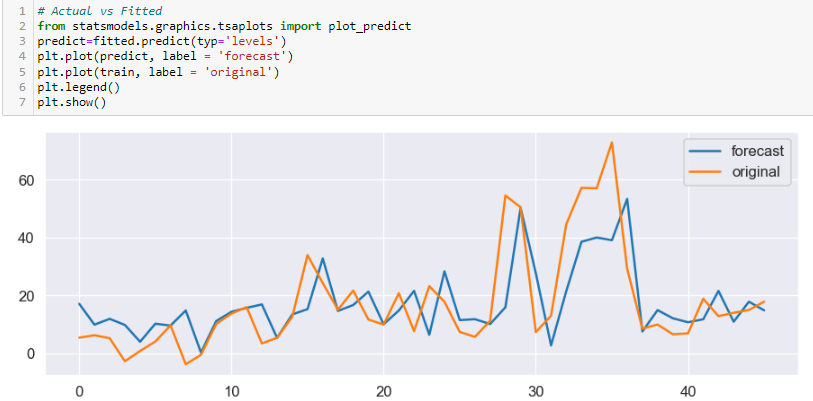 1 # Actual vs Fitted
2 from statsmodels.graphics.tsaplots import plot_predict
3 predict=fitted.predict(typ='levels')
4 plt.plot(predict, label = 'forecast')
5 plt.plot(train, label = 'original')
6 plt.legend()
7 plt.show()
forecast
original
60
40
20
0
0 10 20 30 40